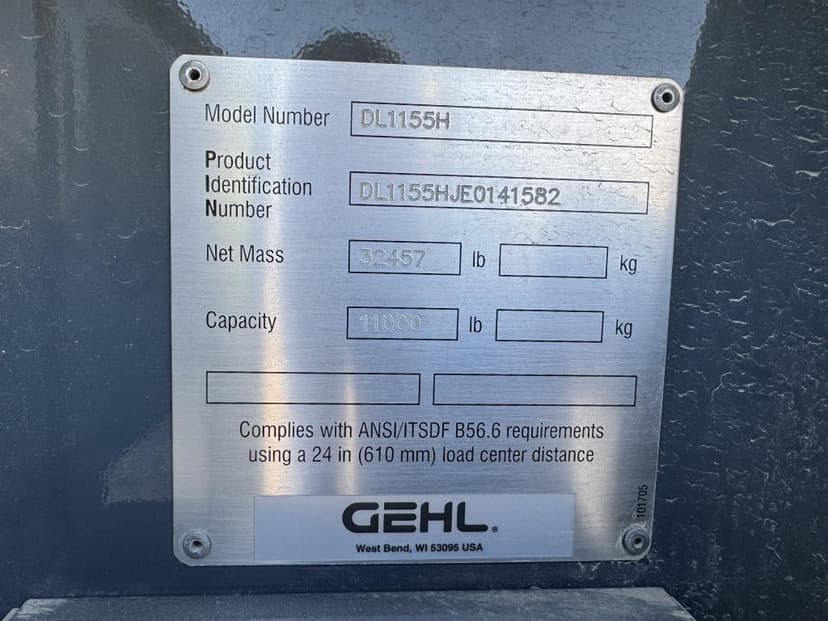 Model Number DL1155H
Product
Identification
Number DL1155HJE0141582
Net Mass 32457 lb kg
Capacity 11000 lb kg
Complies with ANSI/ITSDF B56.6 requirements
using a 24 in (610 mm) load center distance
101705
GEHL®
West Bend, WI 53095 USA